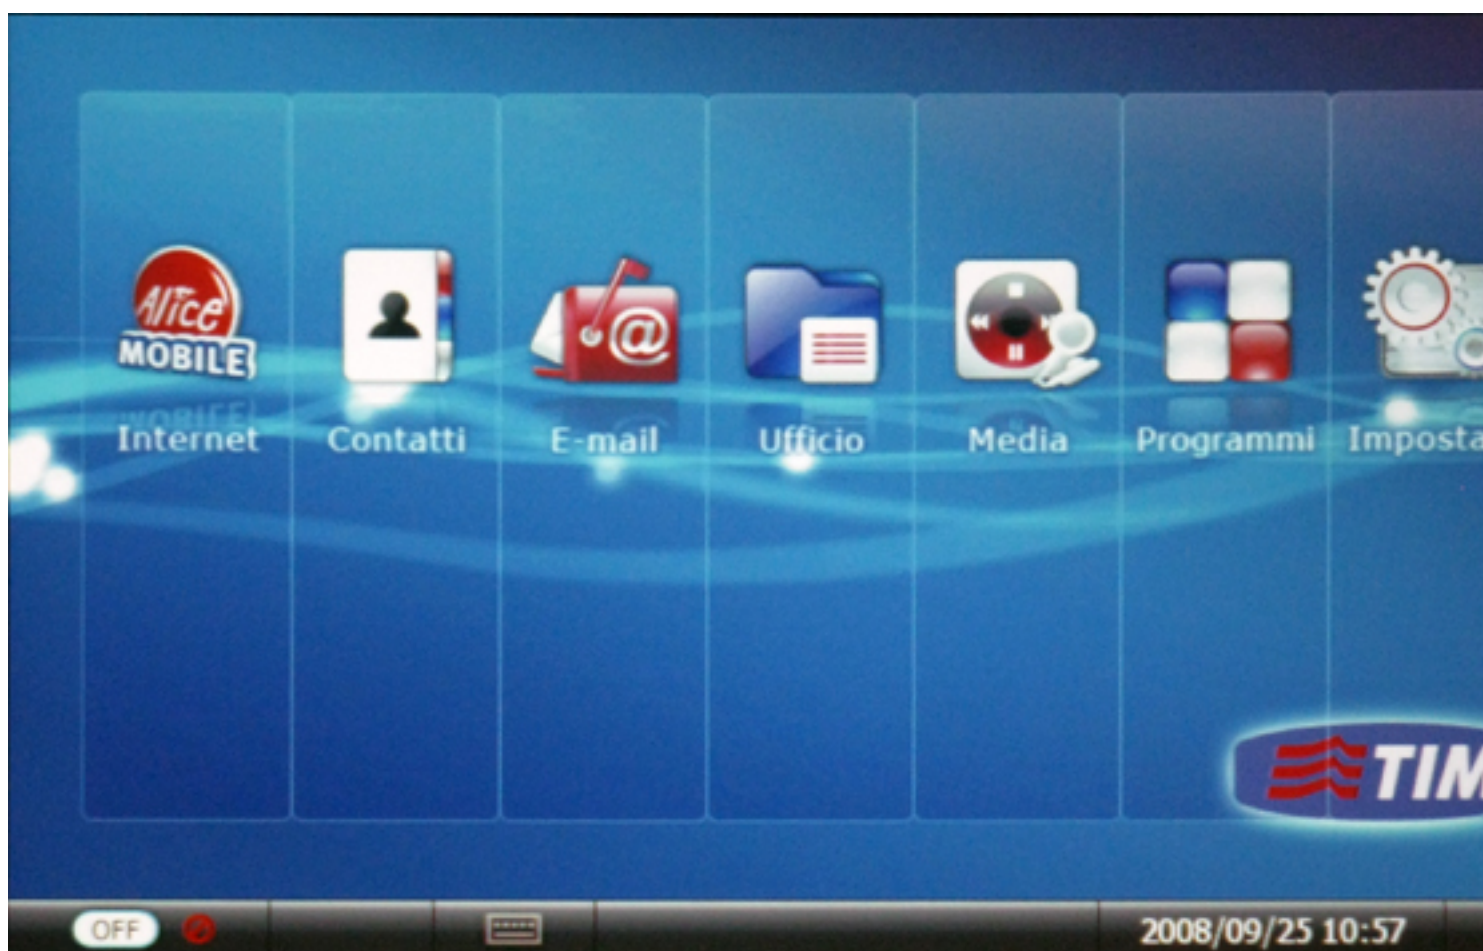 Alice
MOBILE
@
Internet Contatti E-mail Ufficio Media Programmi Imposta
TIM
OFF 2008/09/25 10:57